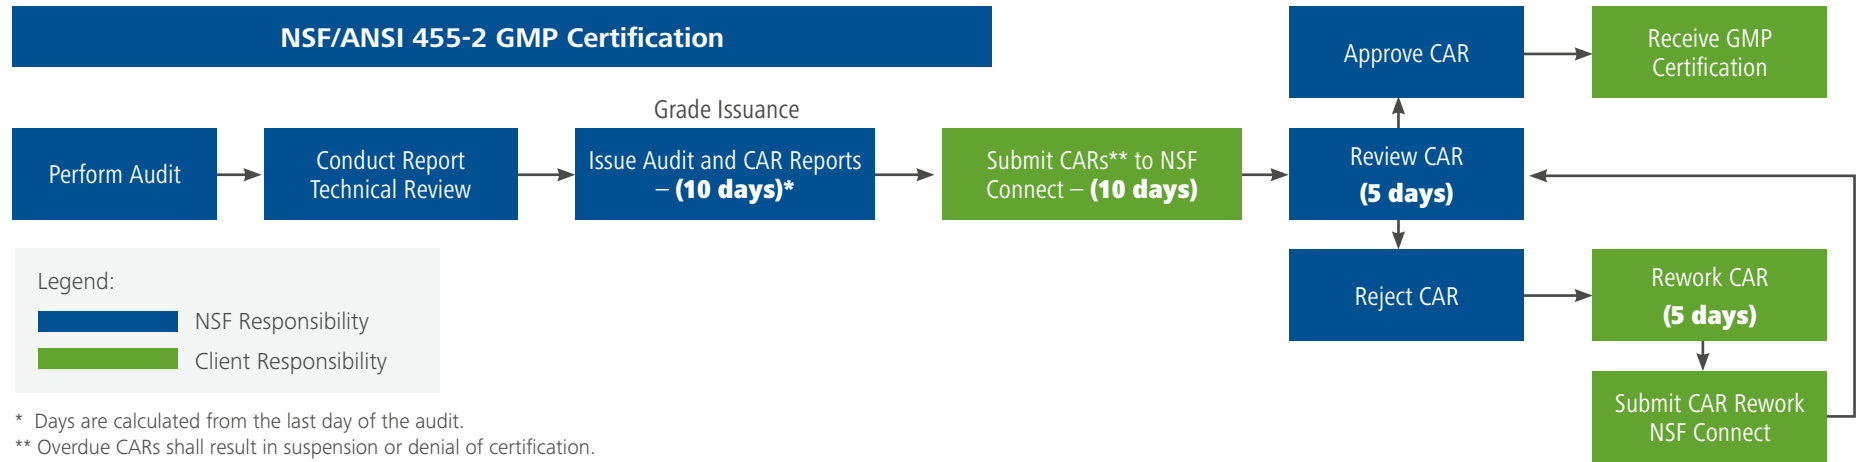 NSF/ANSI 455-2 GMP Certification
Grade Issuance
Perform Audit
Conduct Report
Technical Review
Issue Audit and CAR Reports
– (10 days)*
Submit CARs** to NSF
Connect – (10 days)
Review CAR
(5 days)
Approve CAR
Receive GMP
Certification
Reject CAR
Rework CAR
(5 days)
Submit CAR Rework
NSF Connect
Legend:
NSF Responsibility
Client Responsibility
* Days are calculated from the last day of the audit.
** Overdue CARs shall result in suspension or denial of certification.